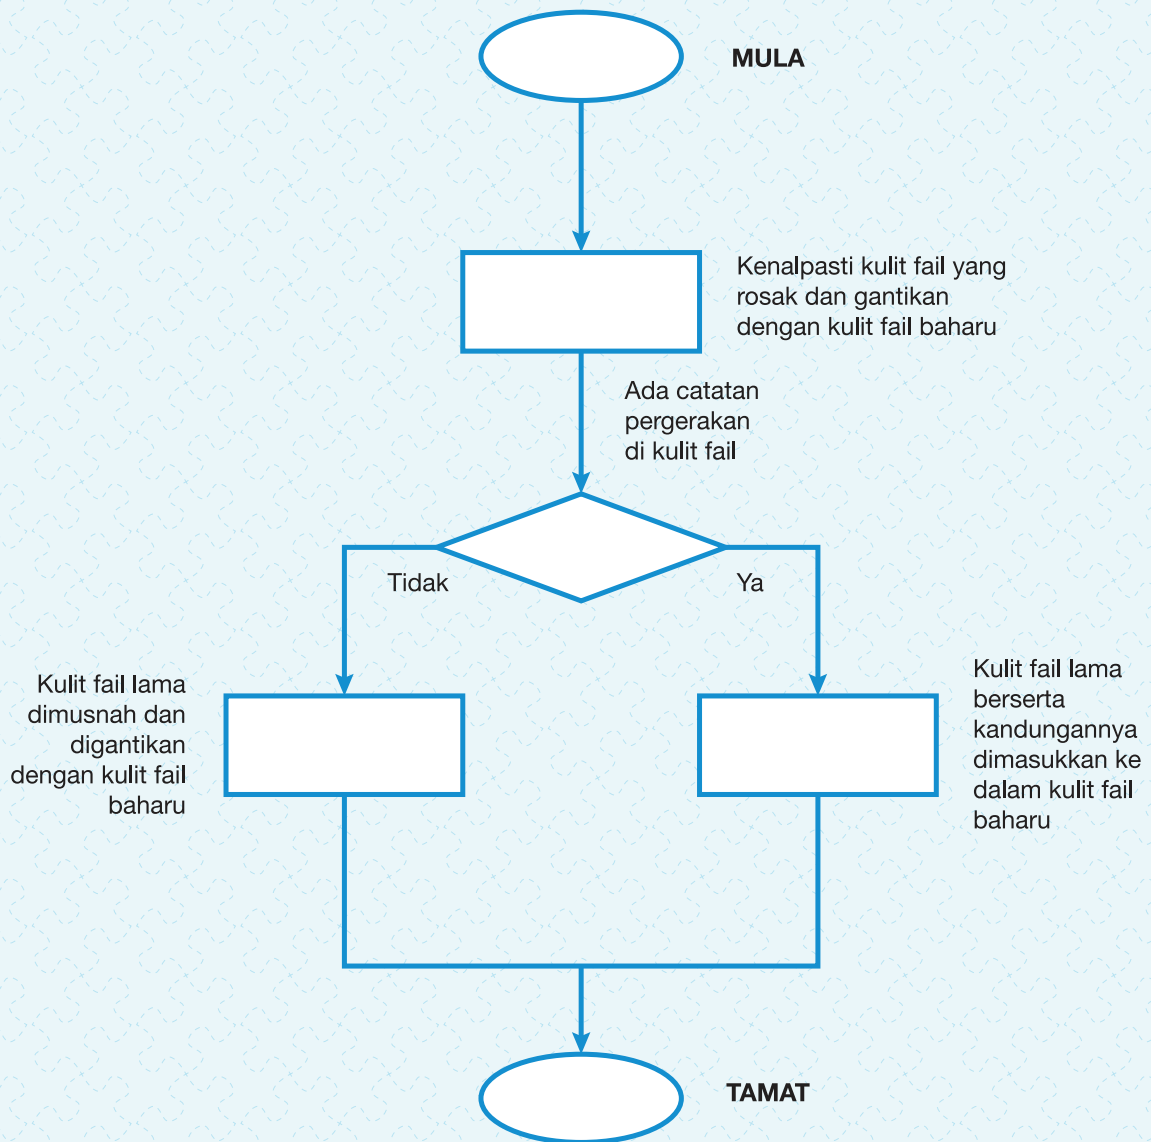 MULA
Kenalpasti kulit fail yang
rosak dan gantikan
dengan kulit fail baharu
Ada catatan
pergerakan
di kulit fail
Tidak
Ya
Kulit fail lama
dimusnah dan
digantikan
dengan kulit fail
baharu
Kulit fail lama
berserta
kandungannya
dimasukkan ke
dalam kulit fail
baharu
TAMAT